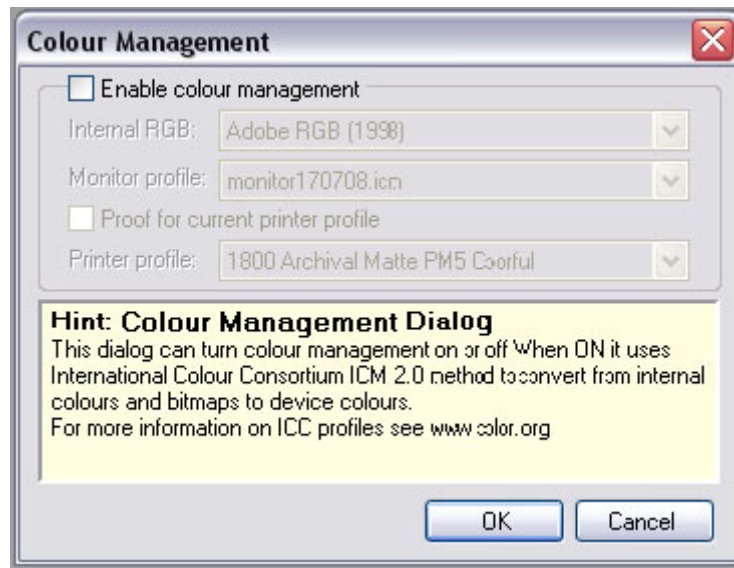 Colour Management
Enable colour management
Internal RGB: Adobe RGB (1998)
Monitor profile: monitor170708.icm
Proof for current printer profile
Printer profile: 1800 Archival Matte PM5 Colorful
Hint: Colour Management Dialog
This dialog can turn colour management on or off When ON it uses
International Colour Consortium ICM 2.0 method to convert from internal
colours and bitmaps to device colours.
For more information on ICC profiles see www.color.org
OK Cancel